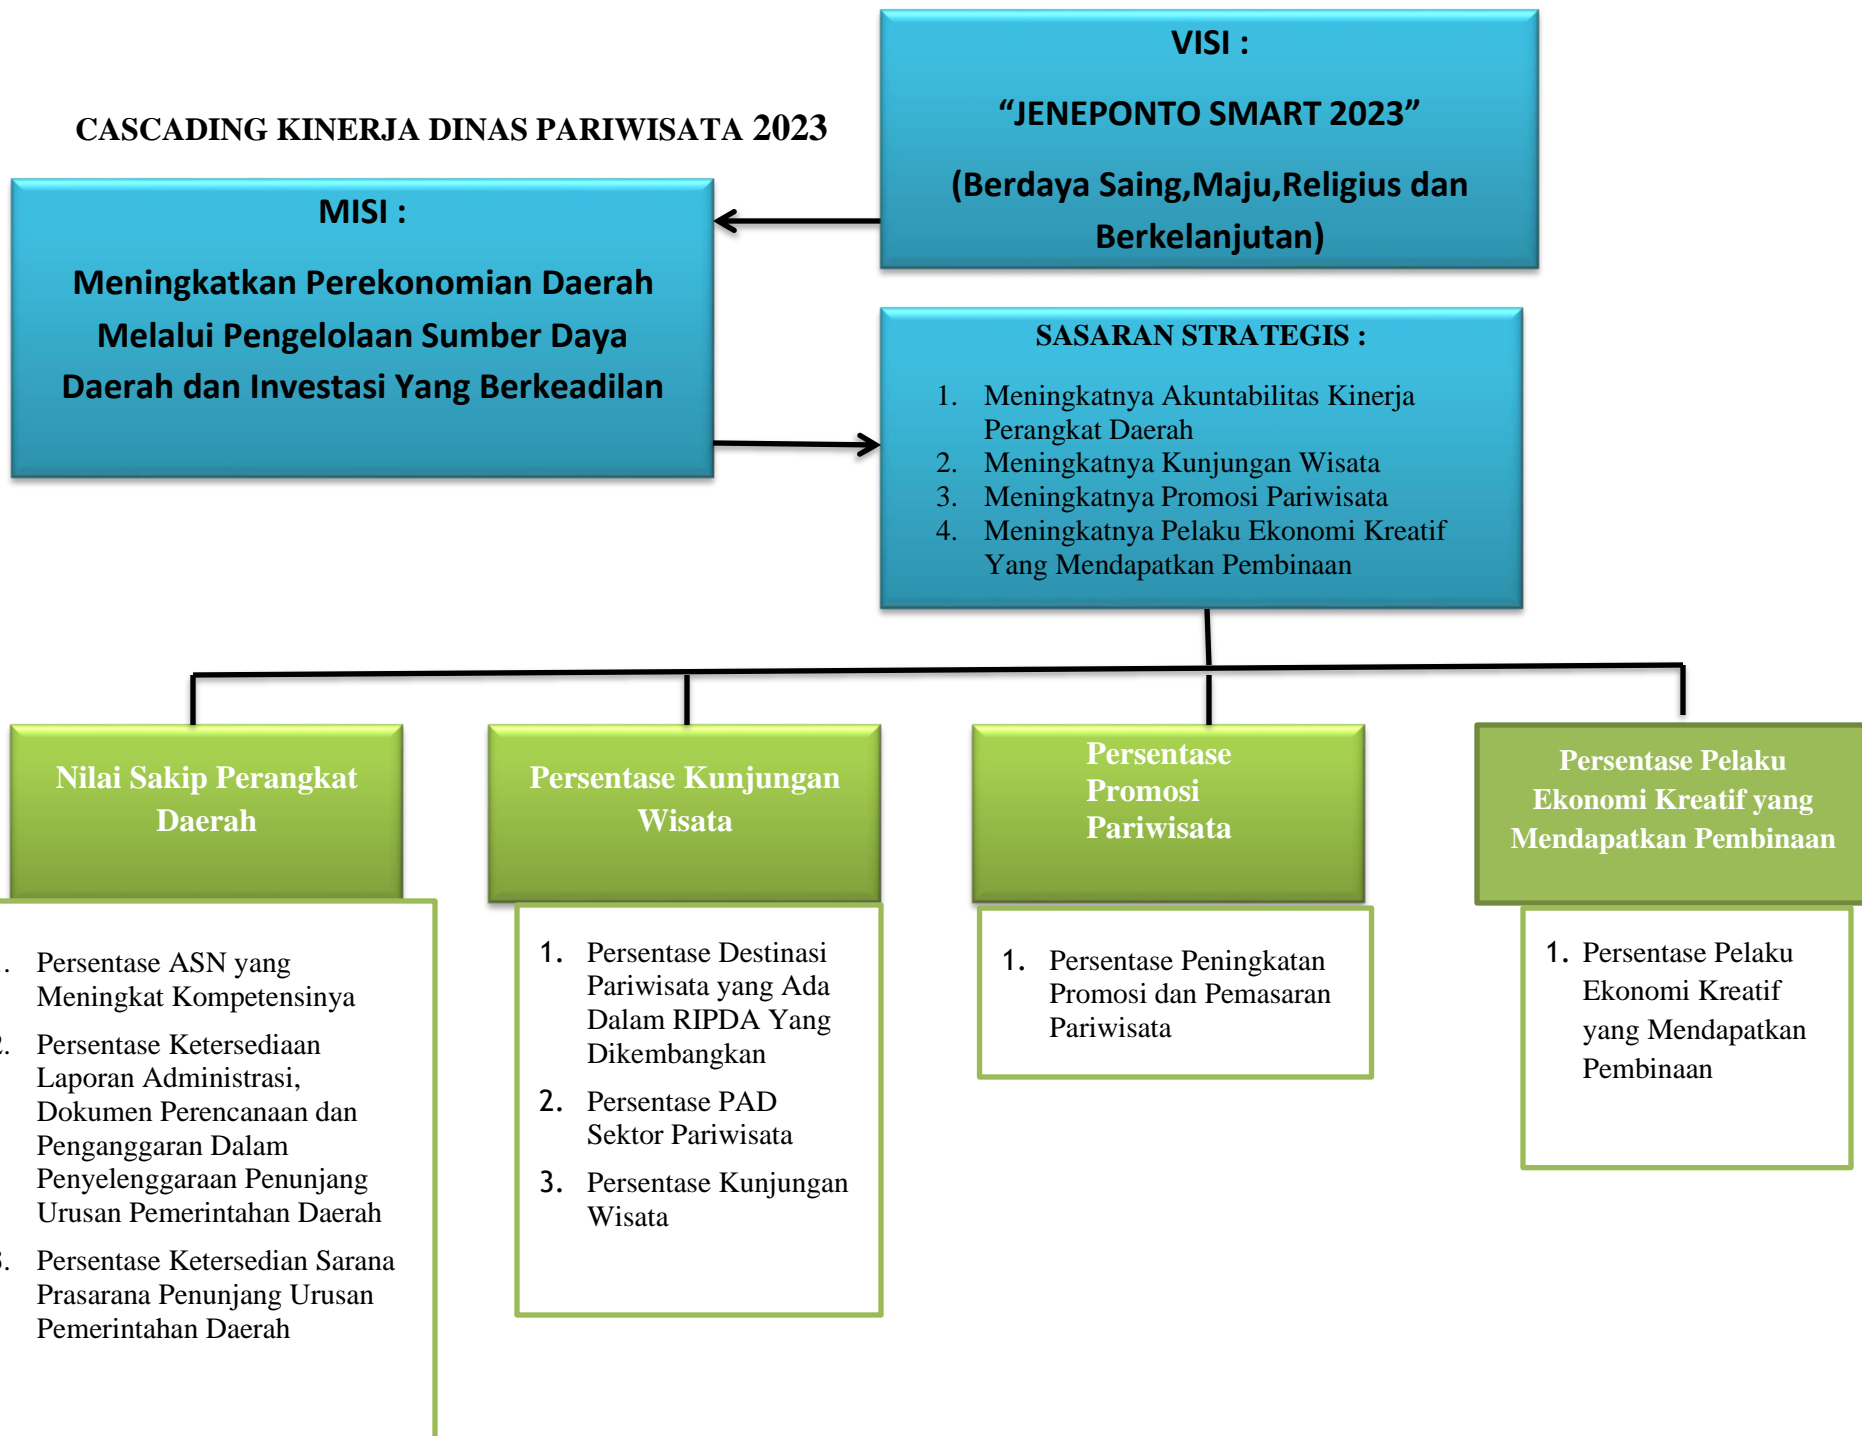 CASCADING KINERJA DINAS PARIWISATA 2023
VISI :
“JENEPONTO SMART 2023”
(Berdaya Saing,Maju,Religius dan
Berkelanjutan)
MISI :
Meningkatkan Perekonomian Daerah
Melalui Pengelolaan Sumber Daya
Daerah dan Investasi Yang Berkeadilan
SASARAN STRATEGIS :
1. Meningkatnya Akuntabilitas Kinerja
Perangkat Daerah
2. Meningkatnya Kunjungan Wisata
3. Meningkatnya Promosi Pariwisata
4. Meningkatnya Pelaku Ekonomi Kreatif
Yang Mendapatkan Pembinaan
Nilai Sakip Perangkat
Daerah
. Persentase ASN yang
Meningkat Kompetensinya
2. Persentase Ketersediaan
Laporan Administrasi,
Dokumen Perencanaan dan
Penganggaran Dalam
Penyelenggaraan Penunjang
Urusan Pemerintahan Daerah
3. Persentase Ketersedian Sarana
Prasarana Penunjang Urusan
Pemerintahan Daerah
Persentase Kunjungan
Wisata
1. Persentase Destinasi
Pariwisata yang Ada
Dalam RIPDA Yang
Dikembangkan
2. Persentase PAD
Sektor Pariwisata
3. Persentase Kunjungan
Wisata
Persentase
Promosi
Pariwisata
1. Persentase Peningkatan
Promosi dan Pemasaran
Pariwisata
Persentase Pelaku
Ekonomi Kreatif yang
Mendapatkan Pembinaan
1. Persentase Pelaku
Ekonomi Kreatif
yang Mendapatkan
Pembinaan